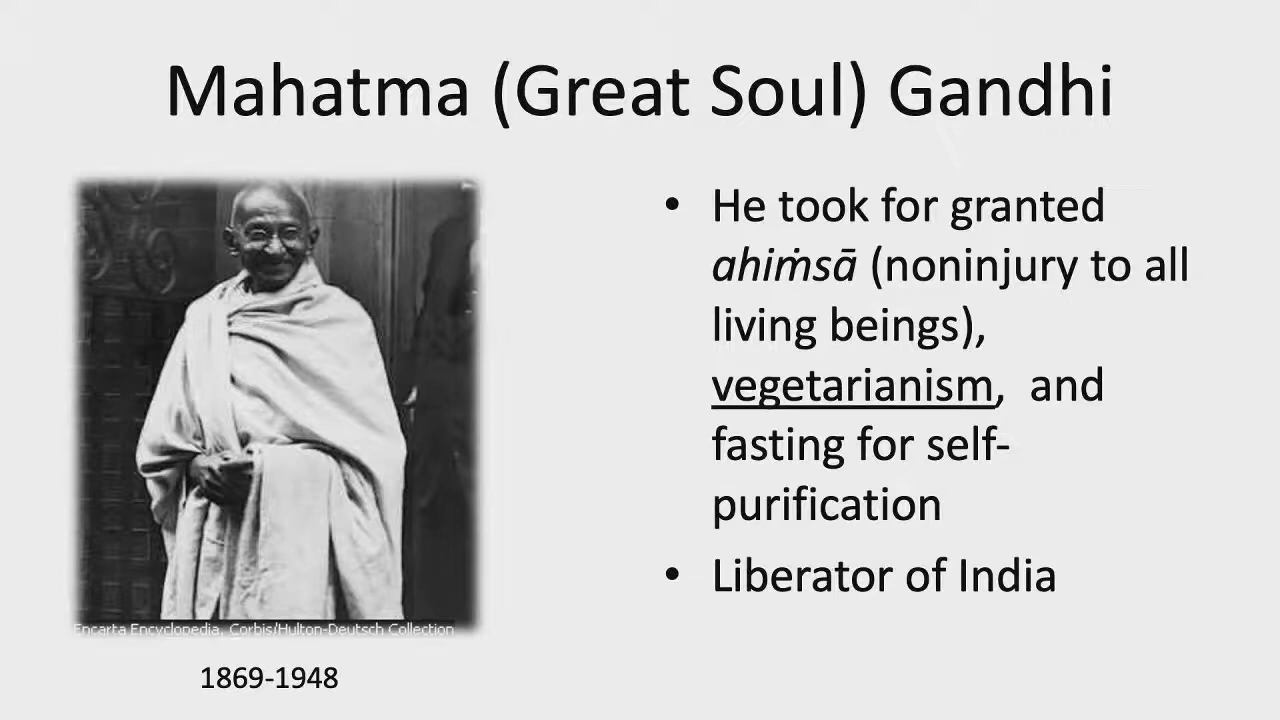 Mahatma (Great Soul) Gandhi
• He took for granted
ahiṁsā (noninjury to all
living beings),
vegetarianism, and
fasting for self-
purification
• Liberator of India
Encarta Encyclopedia, Corbis/Hulton-Deutsch Collection
1869-1948